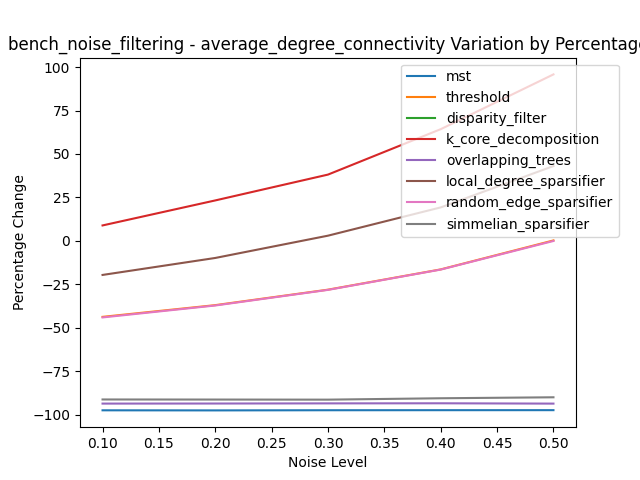 bench_noise_filtering - average_degree_connectivity Variation by Percentage
100
75
50
25
0
−25
−50
−75
−100
Percentage Change
mst
threshold
disparity_filter
k_core_decomposition
overlapping_trees
local_degree_sparsifier
random_edge_sparsifier
simmelian_sparsifier
0.10 0.15 0.20 0.25 0.30 0.35 0.40 0.45 0.50
Noise Level